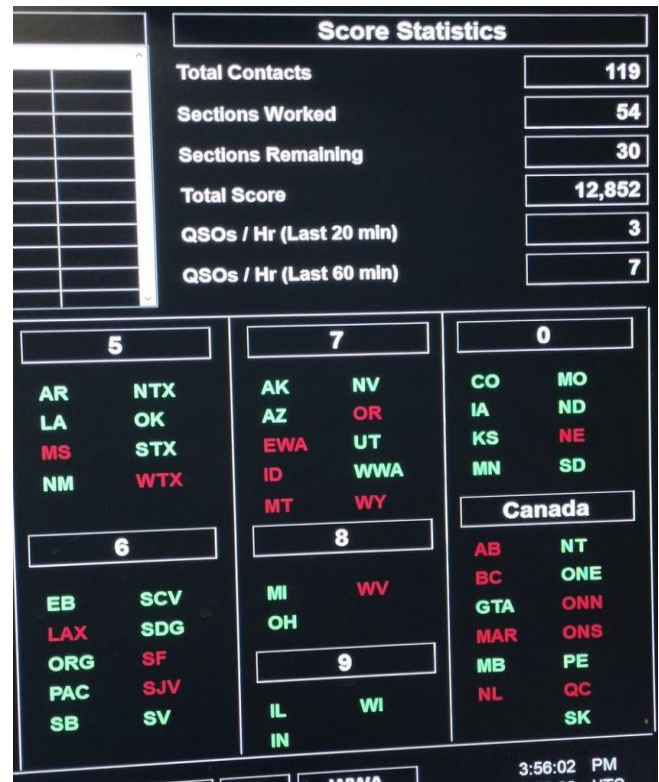 Score Statistics
Total Contacts 119
Sections Worked 54
Sections Remaining 30
Total Score 12,852
QSOs / Hr (Last 20 min) 3
QSOs / Hr (Last 60 min) 7
5
AR NTX
LA OK
MS STX
NM WTX
6
EB SCV
LAX SDG
ORG SF
PAC SJV
SB SV
7
AK NV
AZ OR
EWA UT
ID WWA
MT WY
8
MI WV
OH
9
IL WI
IN
0
CO MO
IA ND
KS NE
MN SD
Canada
AB NT
BC ONE
GTA ONN
MAR ONS
MB PE
NL QC
SK
3:56:02 PM
WWA
UTC